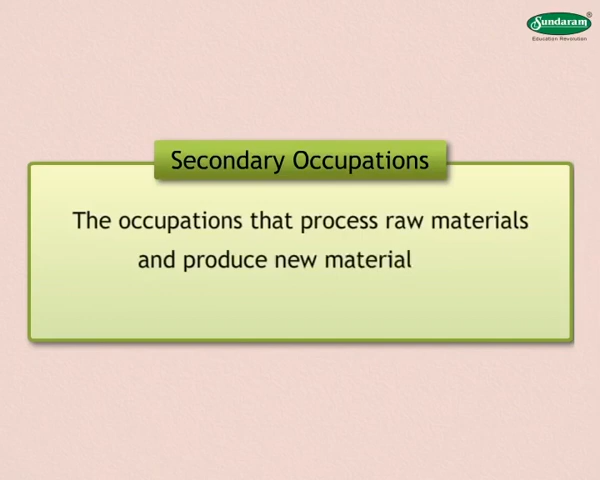 Sundaram®
Education Revolution
Secondary Occupations
The occupations that process raw materials
and produce new material